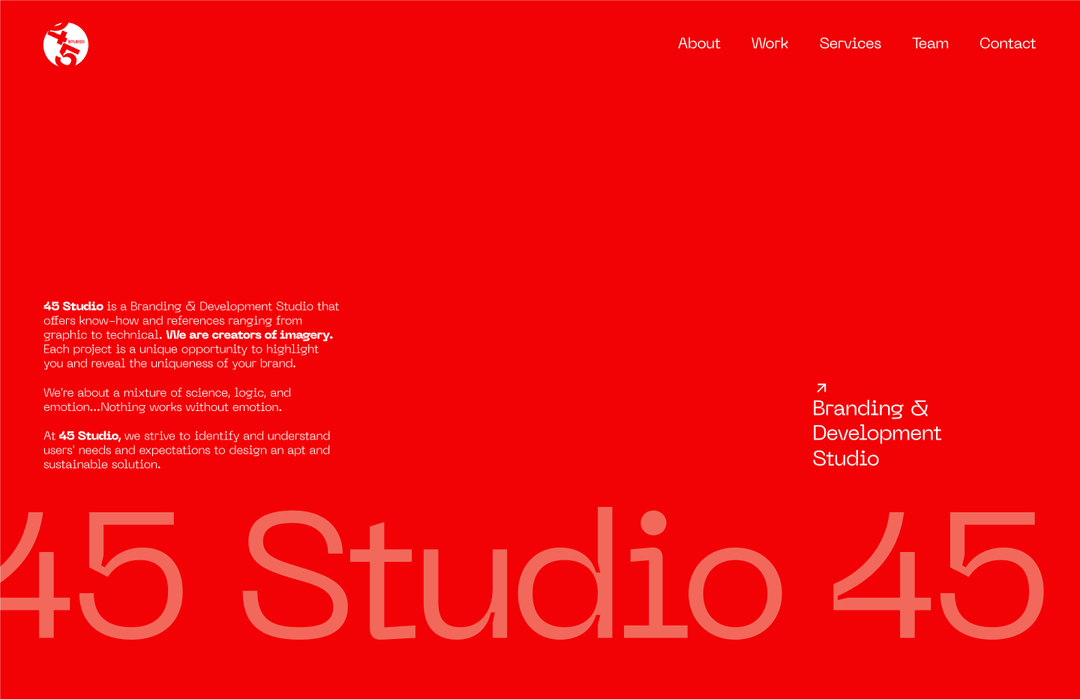 45 STUDIO
About Work Services Team Contact
45 Studio is a Branding & Development Studio that
offers know-how and references ranging from
graphic to technical. We are creators of imagery.
Each project is a unique opportunity to highlight
you and reveal the uniqueness of your brand.
We're about a mixture of science, logic, and
emotion...Nothing works without emotion.
At 45 Studio, we strive to identify and understand
users' needs and expectations to design an apt and
sustainable solution.
Branding &
Development
Studio
45 Studio 45